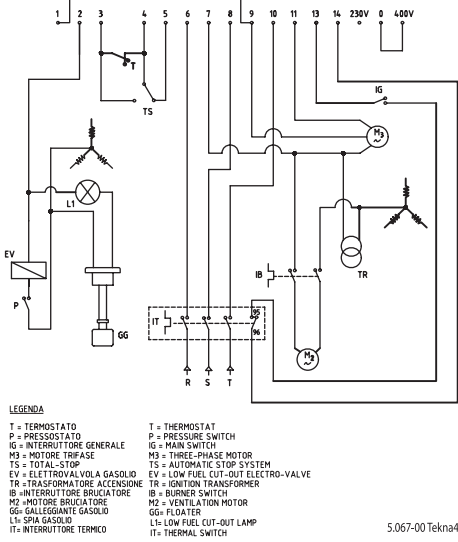 1 2 3 4 5 6 7 8 9 10 11 13 14 230V 0 400V
T
TS
IG
M3
~
L1
EV
IB
TR
P
IT
95
96
GG
M2
~
R S T
LEGENDA
T = TERMOSTATO
P = PRESSOSTATO
IG = INTERRUTTORE GENERALE
M3 = MOTORE TRIFASE
TS = TOTAL-STOP
EV = ELETTROVALVOLA GASOLIO
TR =TRASFORMATORE ACCENSIONE
IB =INTERRUTTORE BRUCIATORE
M2 =MOTORE BRUCIATORE
GG= GALLEGGIANTE GASOLIO
L1= SPIA GASOLIO
IT= INTERRUTTORE TERMICO
T = THERMOSTAT
P = PRESSURE SWITCH
IG = MAIN SWITCH
M3 = THREE-PHASE MOTOR
TS = AUTOMATIC STOP SYSTEM
EV = LOW FUEL CUT-OUT ELECTRO-VALVE
TR = IGNITION TRANSFORMER
IB = BURNER SWITCH
M2 = VENTILATION MOTOR
GG= FLOATER
L1= LOW FUEL CUT-OUT LAMP
IT= THERMAL SWITCH
5.067-00 Tekna4